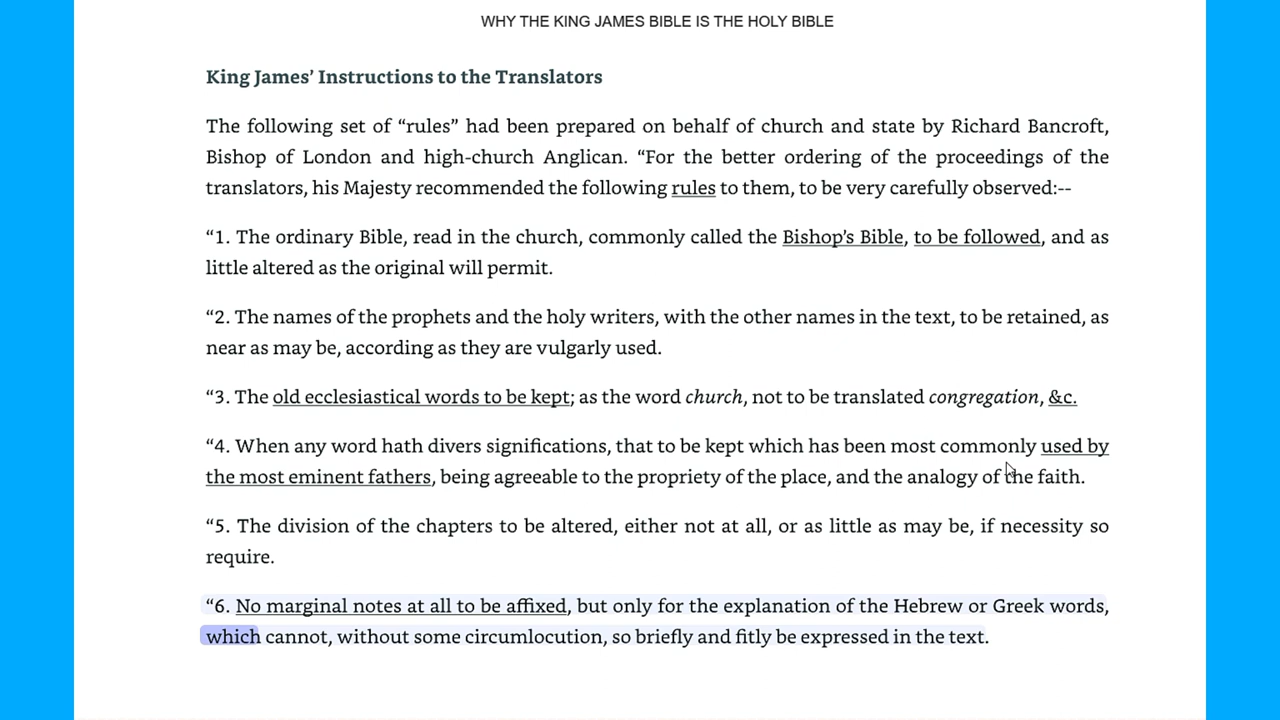 WHY THE KING JAMES BIBLE IS THE HOLY BIBLE
King James’ Instructions to the Translators
The following set of “rules” had been prepared on behalf of church and state by Richard Bancroft,
Bishop of London and high-church Anglican. “For the better ordering of the proceedings of the
translators, his Majesty recommended the following rules to them, to be very carefully observed:--
“1. The ordinary Bible, read in the church, commonly called the Bishop’s Bible, to be followed, and as
little altered as the original will permit.
“2. The names of the prophets and the holy writers, with the other names in the text, to be retained, as
near as may be, according as they are vulgarly used.
“3. The old ecclesiastical words to be kept; as the word church, not to be translated congregation, &c.
“4. When any word hath divers significations, that to be kept which has been most commonly used by
the most eminent fathers, being agreeable to the propriety of the place, and the analogy of the faith.
“5. The division of the chapters to be altered, either not at all, or as little as may be, if necessity so
require.
“6. No marginal notes at all to be affixed, but only for the explanation of the Hebrew or Greek words,
which cannot, without some circumlocution, so briefly and fitly be expressed in the text.